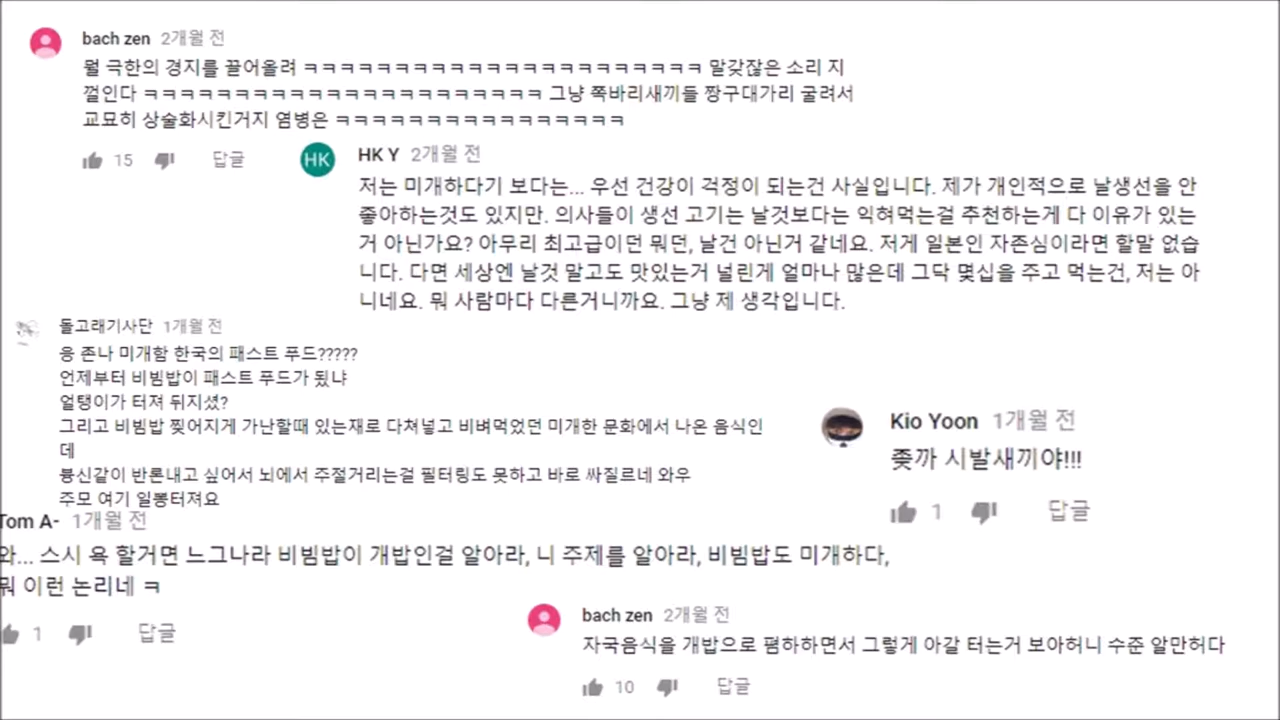 bach zen 2개월 전
뭘 극한의 경지를 끌어올려 ㅋㅋㅋㅋㅋㅋㅋㅋㅋㅋㅋㅋㅋㅋㅋㅋㅋㅋㅋㅋㅋㅋ 말갖잖은 소리 지
껄인다 ㅋㅋㅋㅋㅋㅋㅋㅋㅋㅋㅋㅋㅋㅋㅋㅋㅋㅋㅋㅋㅋㅋ 그냥 쪽바리새끼들 짱구대가리 굴려서
교묘히 상술화시킨거지 염병은 ㅋㅋㅋㅋㅋㅋㅋㅋㅋㅋㅋㅋㅋㅋㅋㅋ
15 답글
HK
HK Y 2개월 전
저는 미개하다기 보다는... 우선 건강이 걱정이 되는건 사실입니다. 제가 개인적으로 날생선을 안
좋아하는것도 있지만. 의사들이 생선 고기는 날것보다는 익혀먹는걸 추천하는게 다 이유가 있는
거 아닌가요? 아무리 최고급이던 뭐던, 날건 아닌거 같네요. 저게 일본인 자존심이라면 할말 없습
니다. 다면 세상엔 날것 말고도 맛있는거 널린게 얼마나 많은데 그닥 몇십을 주고 먹는건, 저는 아
니네요. 뭐 사람마다 다른거니까요. 그냥 제 생각입니다.
돌고래기사단 1개월 전
응 존나 미개함 한국의 패스트 푸드?????
언제부터 비빔밥이 패스트 푸드가 됬냐
얼탱이가 터져 뒤지셨?
그리고 비빔밥 찢어지게 가난할때 있는재로 다쳐넣고 비벼먹었던 미개한 문화에서 나온 음식인
데
븅신같이 반론내고 싶어서 뇌에서 주절거리는걸 필터링도 못하고 바로 싸질르네 와우
주모 여기 일뽕터져요
Kio Yoon 1개월 전
좆까 시발새끼야!!!
1 답글
Tom A- 1개월 전
와... 스시 욕 할거면 느그나라 비빔밥이 개밥인걸 알아라, 니 주제를 알아라, 비빔밥도 미개하다,
뭐 이런 논리네 ㅋ
1 답글
bach zen 2개월 전
자국음식을 개밥으로 폄하하면서 그렇게 아갈 터는거 보아허니 수준 알만허다
10 답글